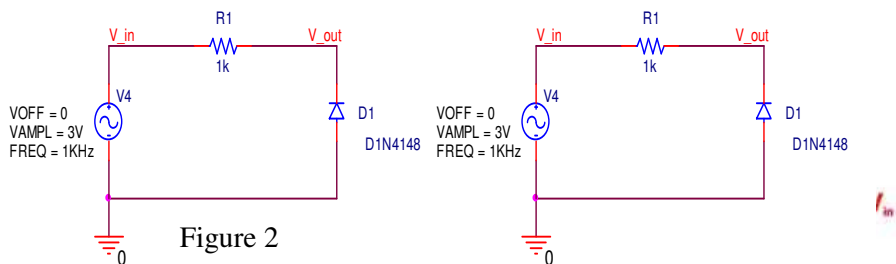 R1
V_in
V_out
1k
V4
VOFF = 0
VAMPL = 3V
FREQ = 1KHz
D1
D1N4148
0
Figure 2
R1
V_in
V_out
1k
V4
VOFF = 0
VAMPL = 3V
FREQ = 1KHz
D1
D1N4148
0
in